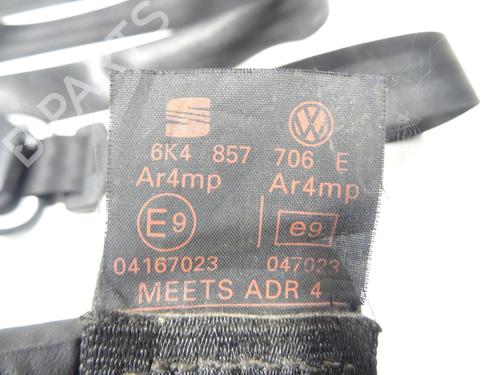 6K4 857 706 E
Ar4mp Ar4mp
E9 e9
04167023 047023
MEETS ADR 4